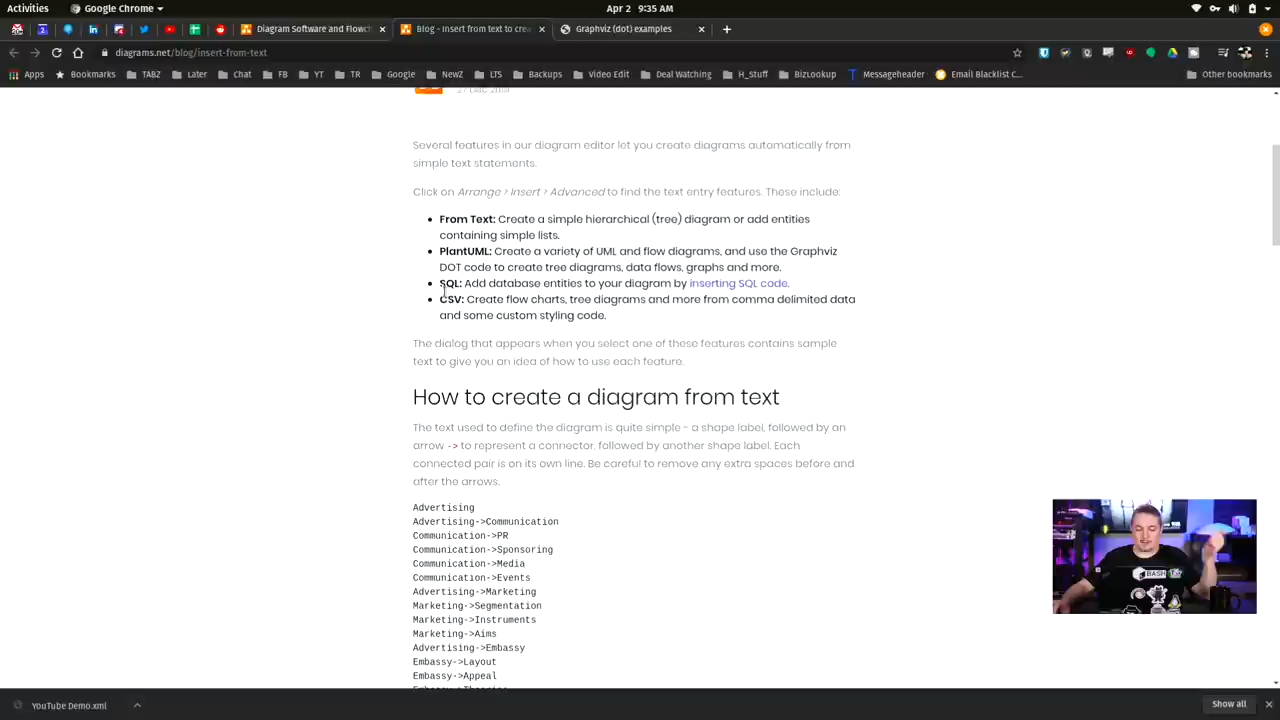 Activities
Google Chrome
Apr 2 9:35 AM
Diagram Software and Flowch
Blog - Insert from text to cre
Graphviz (dot) examples
diagrams.net/blog/insert-from-text
Apps
Bookmarks
TABZ
Later
Chat
FB
YT
TR
Google
NewZ
LTS
Backups
Video Edit
Deal Watching
H_Stuff
BizLookup
Messageheader
Email Blacklist C...
Other bookmarks
Several features in our diagram editor let you create diagrams automatically from
simple text statements.
Click on Arrange > Insert > Advanced to find the text entry features. These include:
From Text: Create a simple hierarchical (tree) diagram or add entities
containing simple lists.
PlantUML: Create a variety of UML and flow diagrams, and use the Graphviz
DOT code to create tree diagrams, data flows, graphs and more.
SQL: Add database entities to your diagram by inserting SQL code.
CSV: Create flow charts, tree diagrams and more from comma delimited data
and some custom styling code.
The dialog that appears when you select one of these features contains sample
text to give you an idea of how to use each feature.
How to create a diagram from text
The text used to define the diagram is quite simple - a shape label, followed by an
arrow -> to represent a connector, followed by another shape label. Each
connected pair is on its own line. Be careful to remove any extra spaces before and
after the arrows.
Advertising
Advertising->Communication
Communication->PR
Communication->Sponsoring
Communication->Media
Communication->Events
Advertising->Marketing
Marketing->Segmentation
Marketing->Instruments
Marketing->Aims
Advertising->Embassy
Embassy->Layout
Embassy->Appeal
BASH
YouTube Demo.xml
Show all